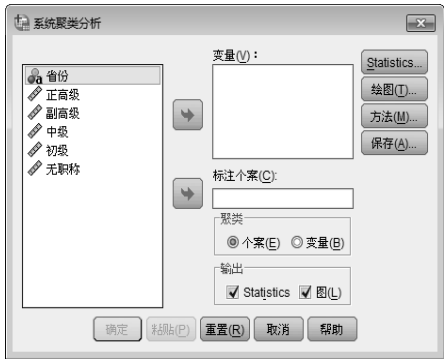 系统聚类分析
省份
正高级
副高级
中级
初级
无职称
变量(V)：
Statistics...
绘图(T)...
方法(M)...
保存(A)...
标注个案(C):
聚类
个案(E) 变量(B)
输出
Statistics 图(L)
确定 粘贴(P) 重置(R) 取消 帮助